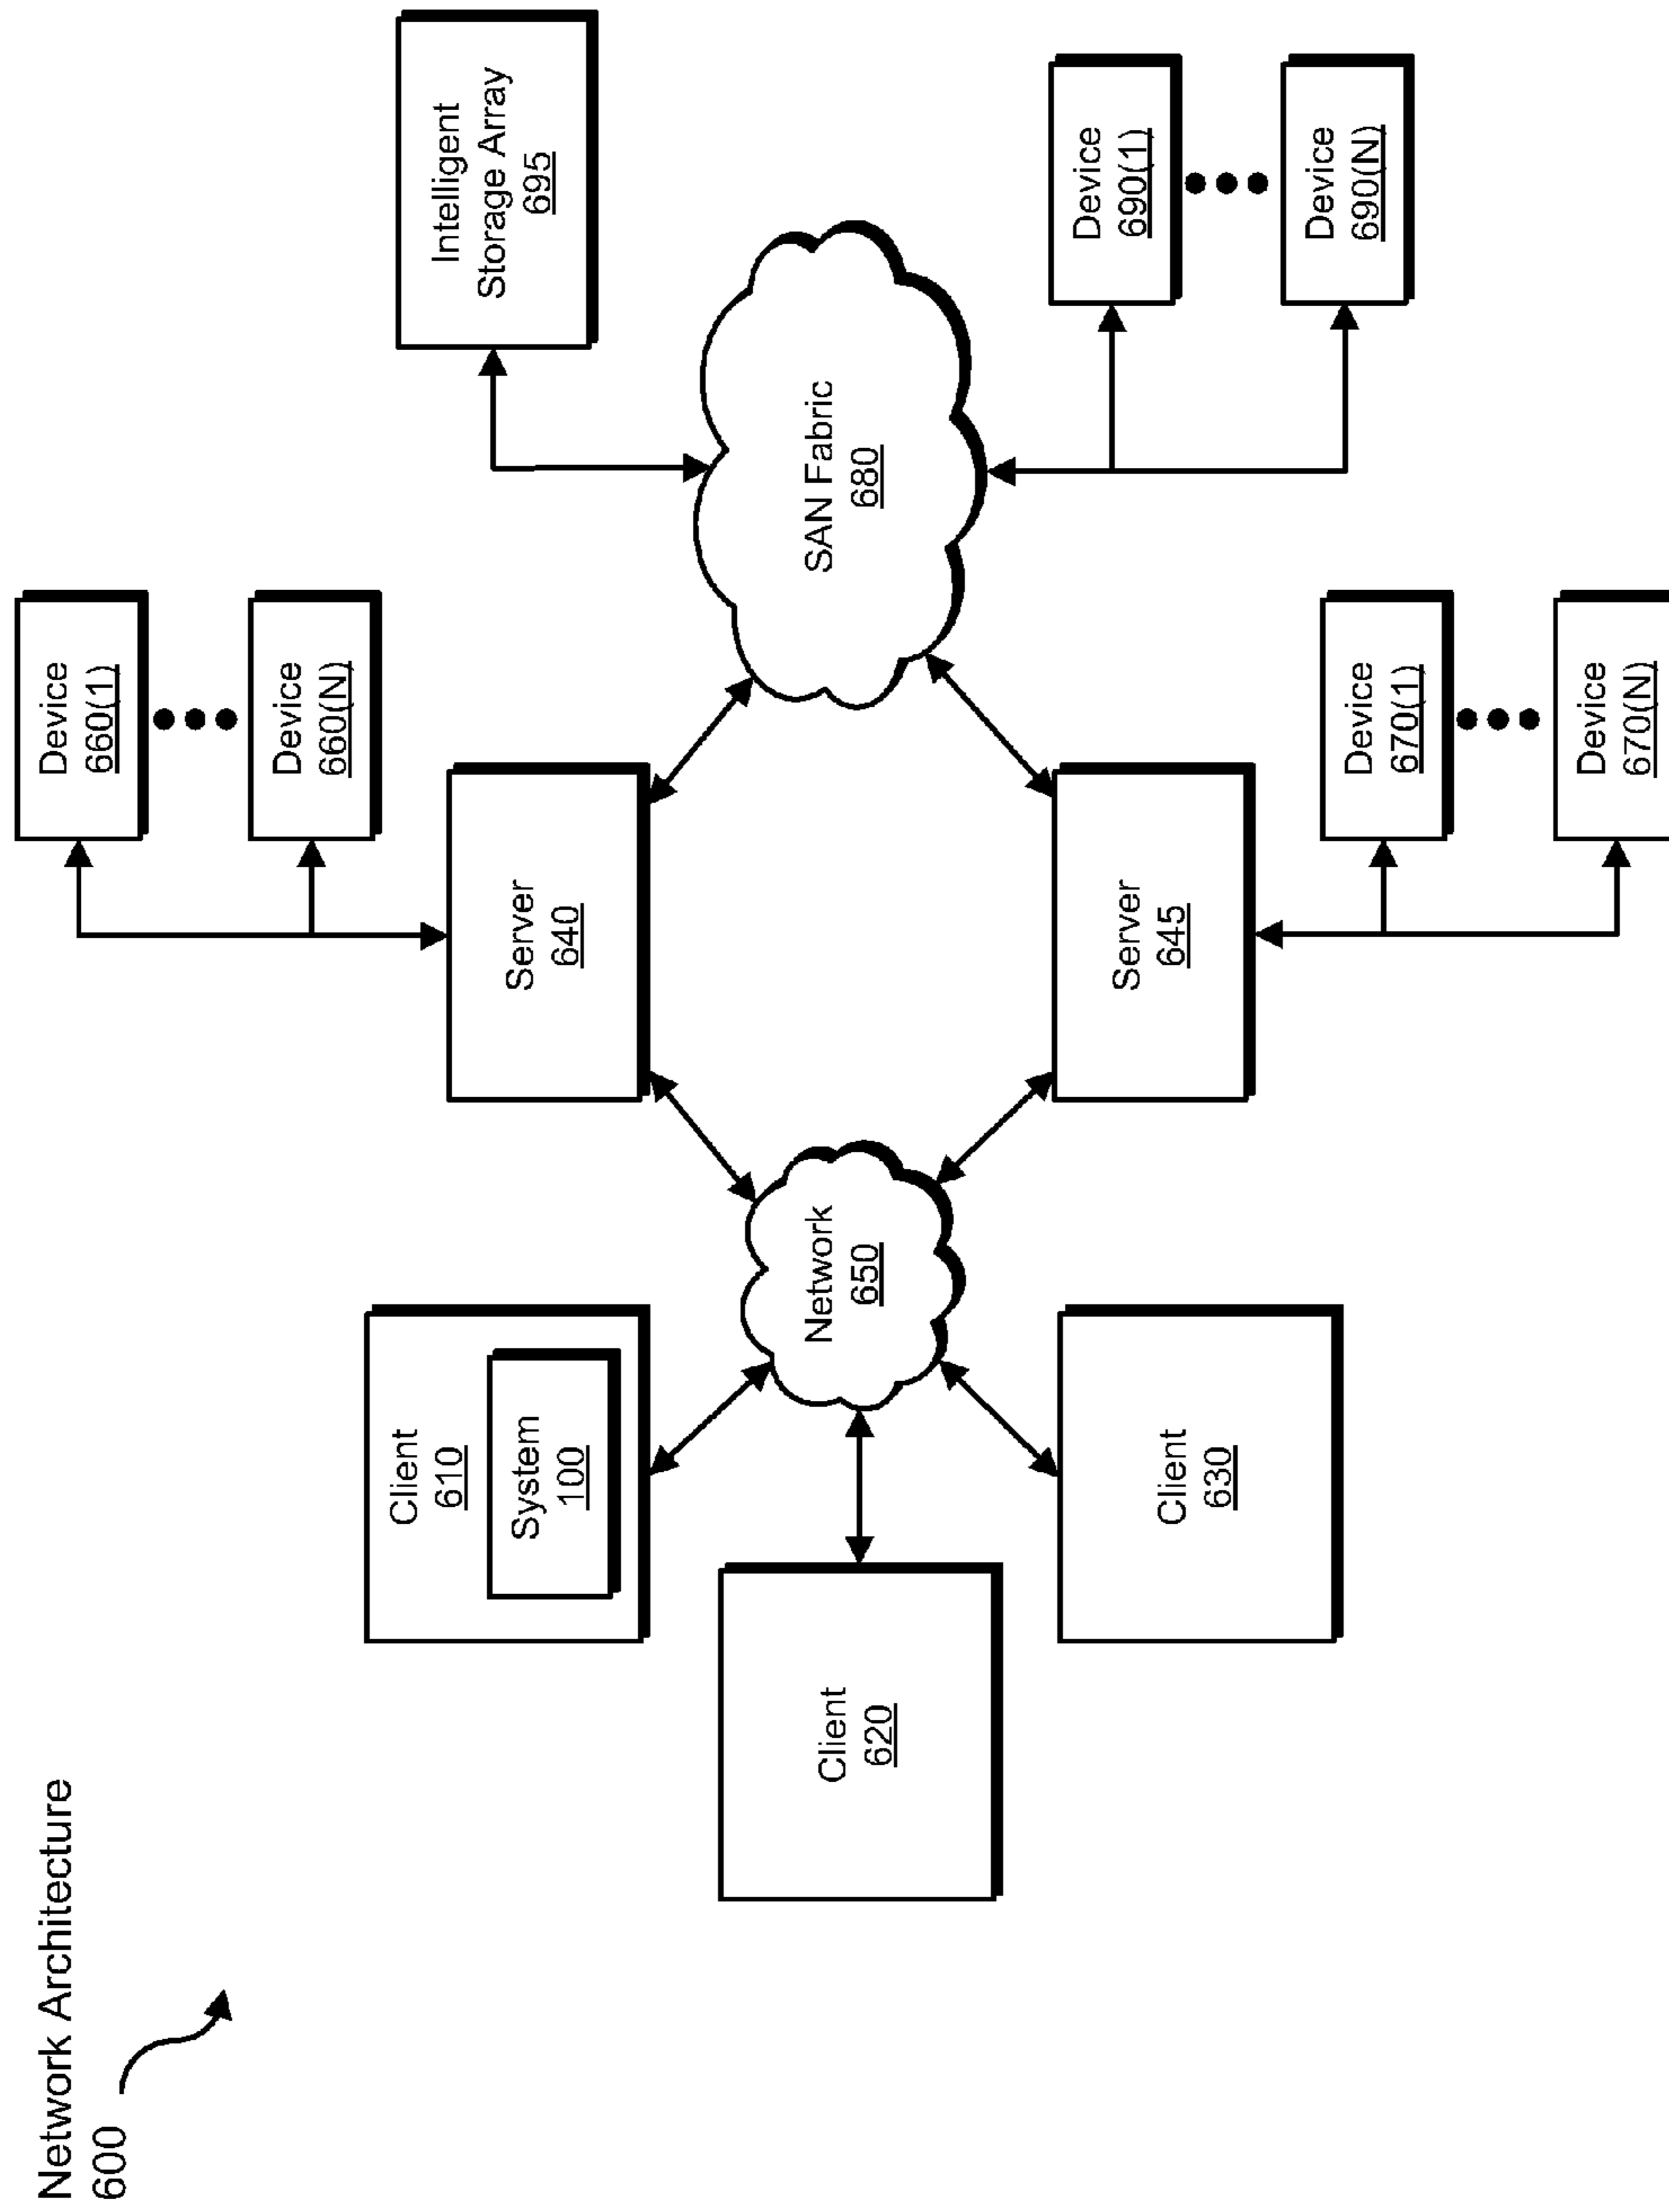 Network Architecture
600
Client
610
System
100
Client
620
Client
630
Network
650
Server
640
Server
645
Device
660(1)
Device
660(N)
Device
670(1)
Device
670(N)
SAN Fabric
680
Intelligent
Storage Array
695
Device
690(1)
Device
690(N)